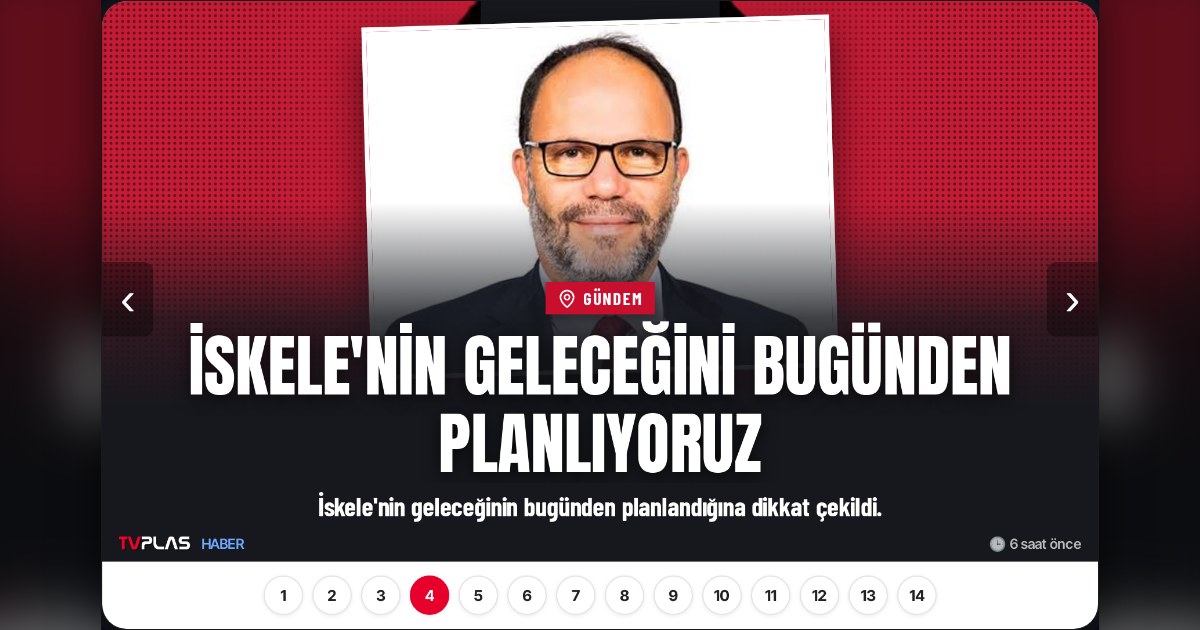 GÜNDEM
İSKELE'NİN GELECEĞİNİ BUGÜNDEN
PLANLIYORUZ
İskele'nin geleceğinin bugünden planlandığına dikkat çekildi.
TVPLAS HABER
6 saat önce
1 2 3 4 5 6 7 8 9 10 11 12 13 14